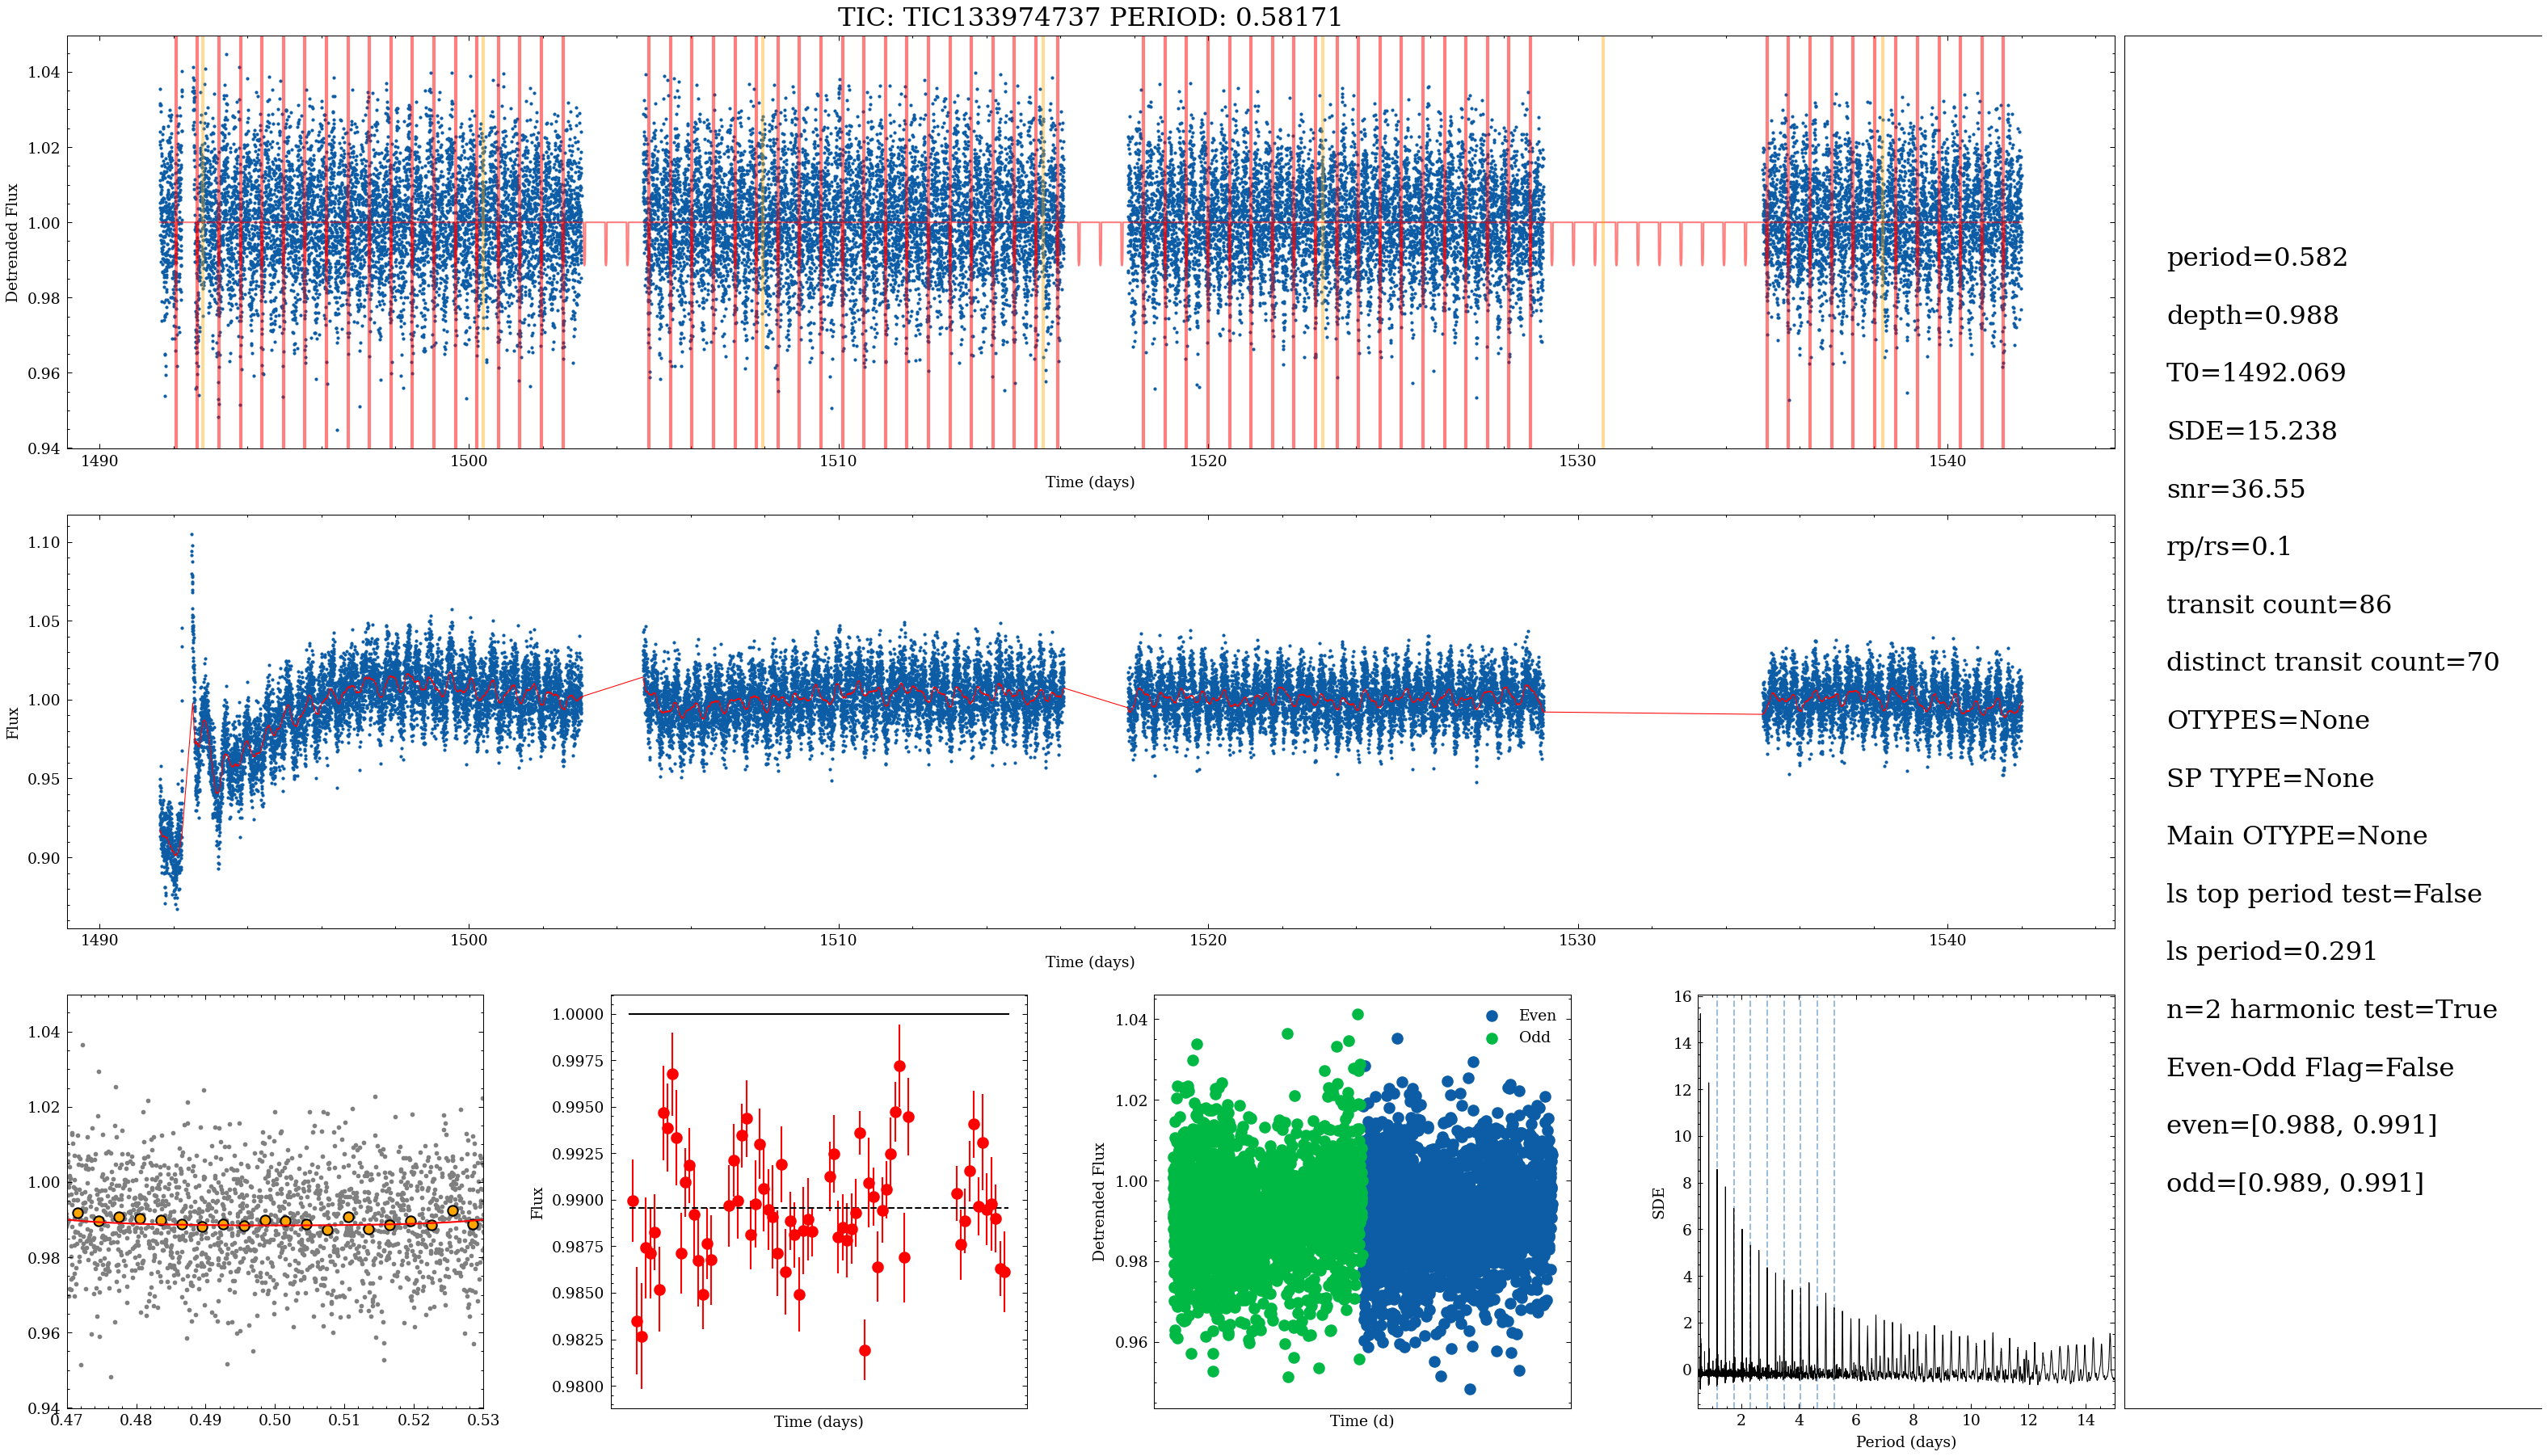 TIC: TIC133974737 PERIOD: 0.58171
1.04
1.02
1.00
0.98
0.96
0.94
Detrended Flux
1490
1500
1510
1520
1530
1540
Time (days)
1.10
1.05
1.00
0.95
0.90
Flux
1490
1500
1510
1520
1530
1540
Time (days)
1.04
1.02
1.00
0.98
0.96
0.94
0.47
0.48
0.49
0.50
0.51
0.52
0.53
1.0000
0.9975
0.9950
0.9925
0.9900
0.9875
0.9850
0.9825
0.9800
Flux
Time (days)
1.04
1.02
1.00
0.98
0.96
Detrended Flux
Even
Odd
Time (d)
16
14
12
10
8
6
4
2
0
SDE
2
4
6
8
10
12
14
Period (days)
period=0.582
depth=0.988
T0=1492.069
SDE=15.238
snr=36.55
rp/rs=0.1
transit count=86
distinct transit count=70
OTYPES=None
SP TYPE=None
Main OTYPE=None
ls top period test=False
ls period=0.291
n=2 harmonic test=True
Even-Odd Flag=False
even=[0.988, 0.991]
odd=[0.989, 0.991]